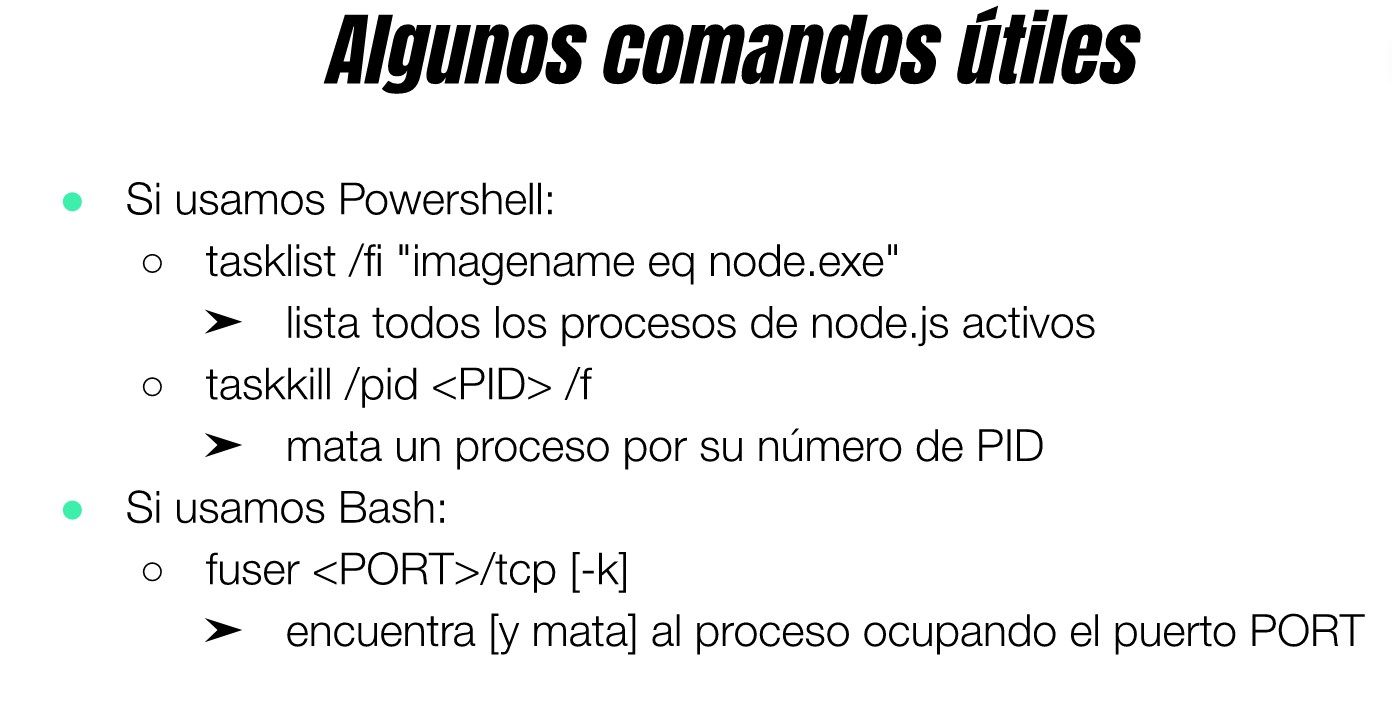 Algunos comandos útiles
● Si usamos Powershell:
○ tasklist /fi "imagename eq node.exe"
➤ lista todos los procesos de node.js activos
○ taskkill /pid <PID> /f
➤ mata un proceso por su número de PID
● Si usamos Bash:
○ fuser <PORT>/tcp [-k]
➤ encuentra [y mata] al proceso ocupando el puerto PORT